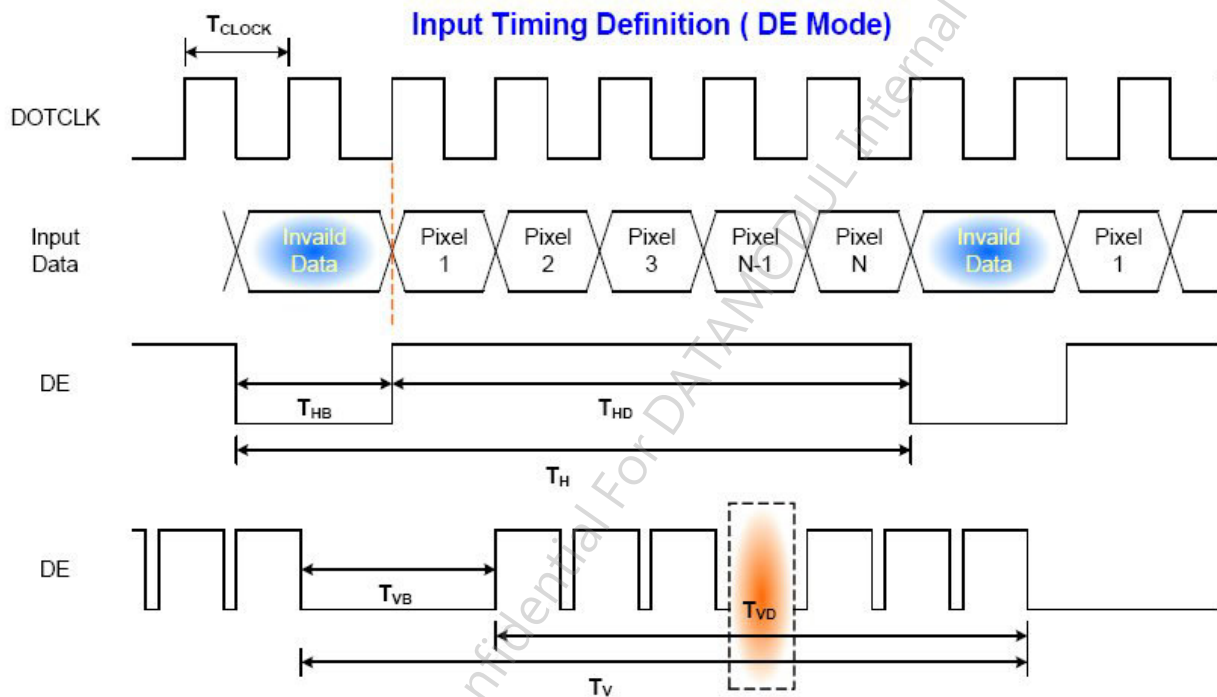 Input Timing Definition ( DE Mode)
TCLOCK
DOTCLK
Input
Data
Invaild
Data
Pixel
1
Pixel
2
Pixel
3
Pixel
N-1
Pixel
N
Invaild
Data
Pixel
1
DE
THB
THD
TH
DE
TVB
TVD
TV
nfidential For DATAMODUL Internal